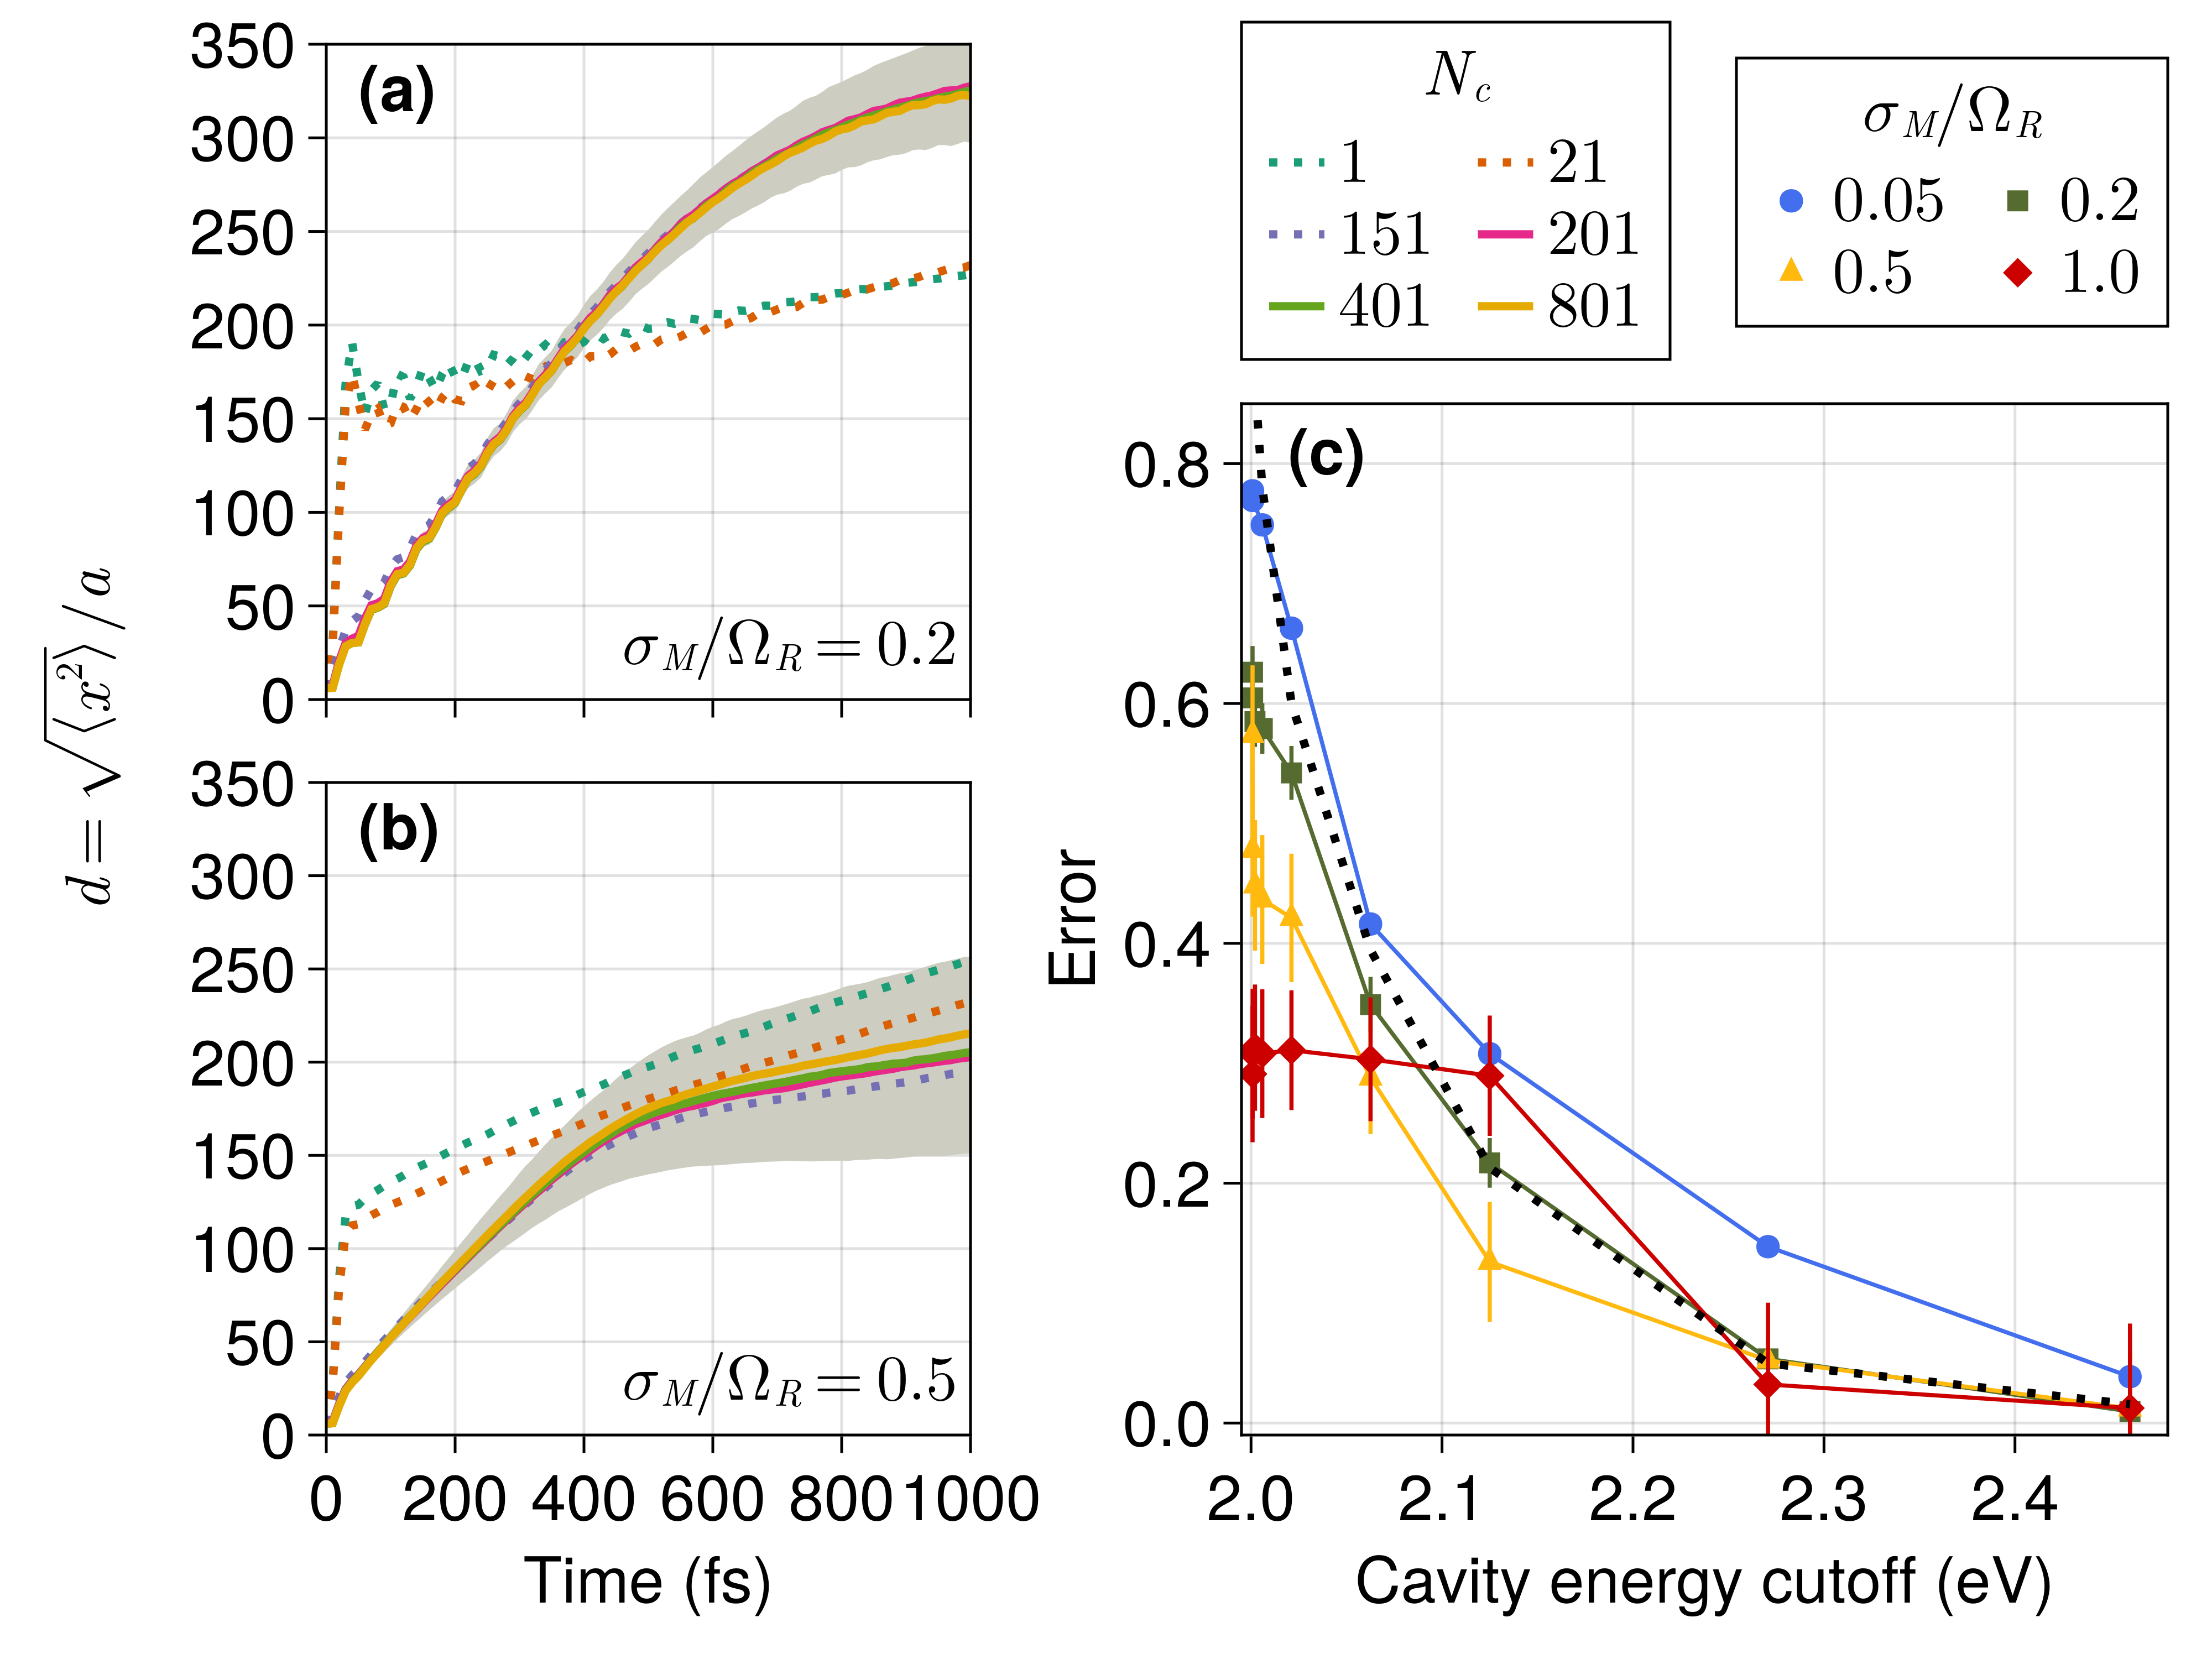 d = √⟨x²⟩ / a
350
300
250
200
150
100
50
0
(a)
σ_M/Ω_R = 0.2
350
300
250
200
150
100
50
0
(b)
σ_M/Ω_R = 0.5
0 200 400 600 800 1000
Time (fs)
N_c
1 21
151 201
401 801
σ_M/Ω_R
0.05 0.2
0.5 1.0
Error
0.8
0.6
0.4
0.2
0.0
(c)
2.0 2.1 2.2 2.3 2.4
Cavity energy cutoff (eV)